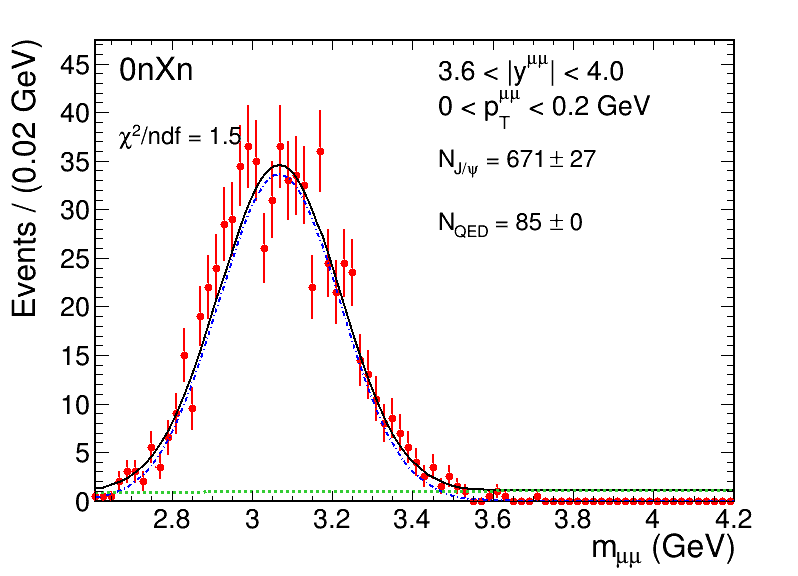 0nXn
3.6 < |y^μμ| < 4.0
0 < p_T^μμ < 0.2 GeV
χ²/ndf = 1.5
N_J/ψ = 671 ± 27
N_QED = 85 ± 0
Events / (0.02 GeV)
45
40
35
30
25
20
15
10
5
0
2.8 3 3.2 3.4 3.6 3.8 4 4.2
m_μμ (GeV)